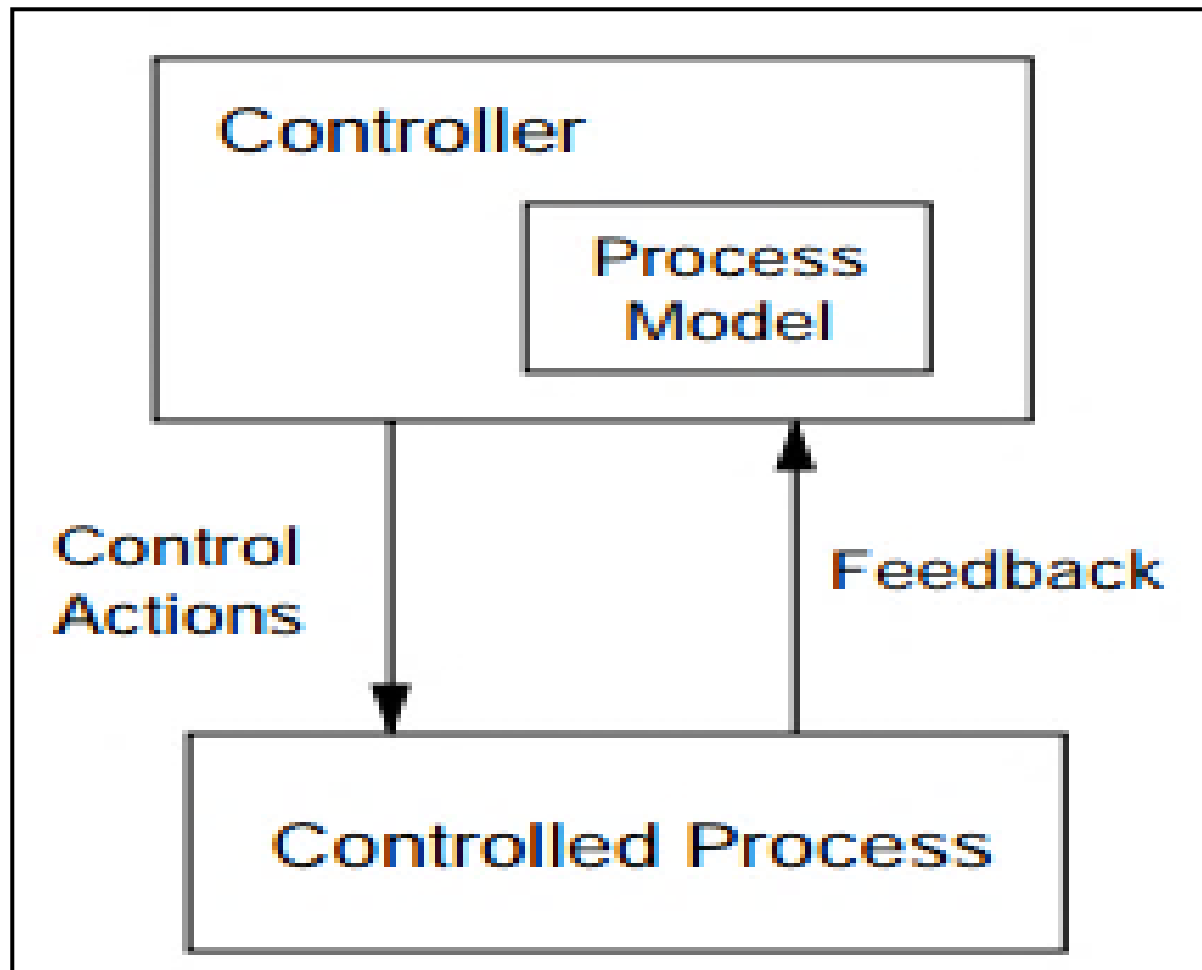 Controller
Process
Model
Control
Actions
Feedback
Controlled Process